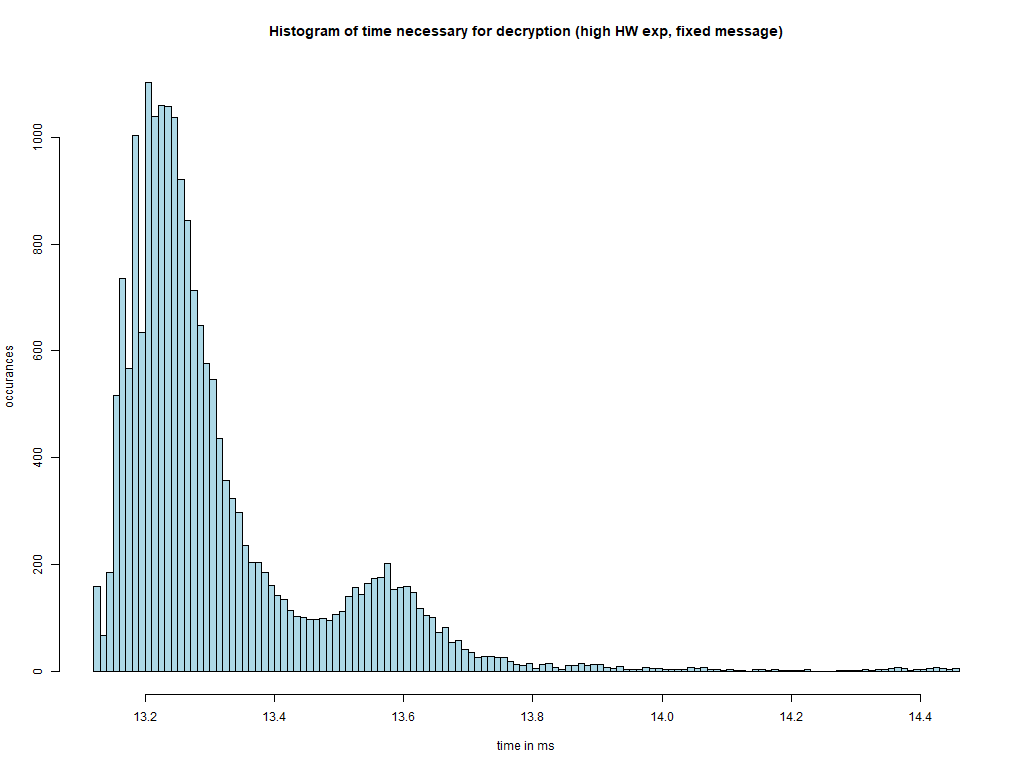 Histogram of time necessary for decryption (high HW exp, fixed message)
1000
800
600
400
200
0
occurances
13.2 13.4 13.6 13.8 14.0 14.2 14.4
time in ms